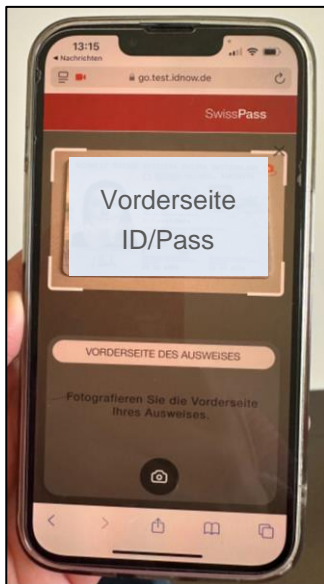 13:15
Nachrichten
go.test.idnow.de
SwissPass
Vorderseite
ID/Pass
VORDERSEITE DES AUSWEISES
Fotografieren Sie die Vorderseite
Ihres Ausweises.